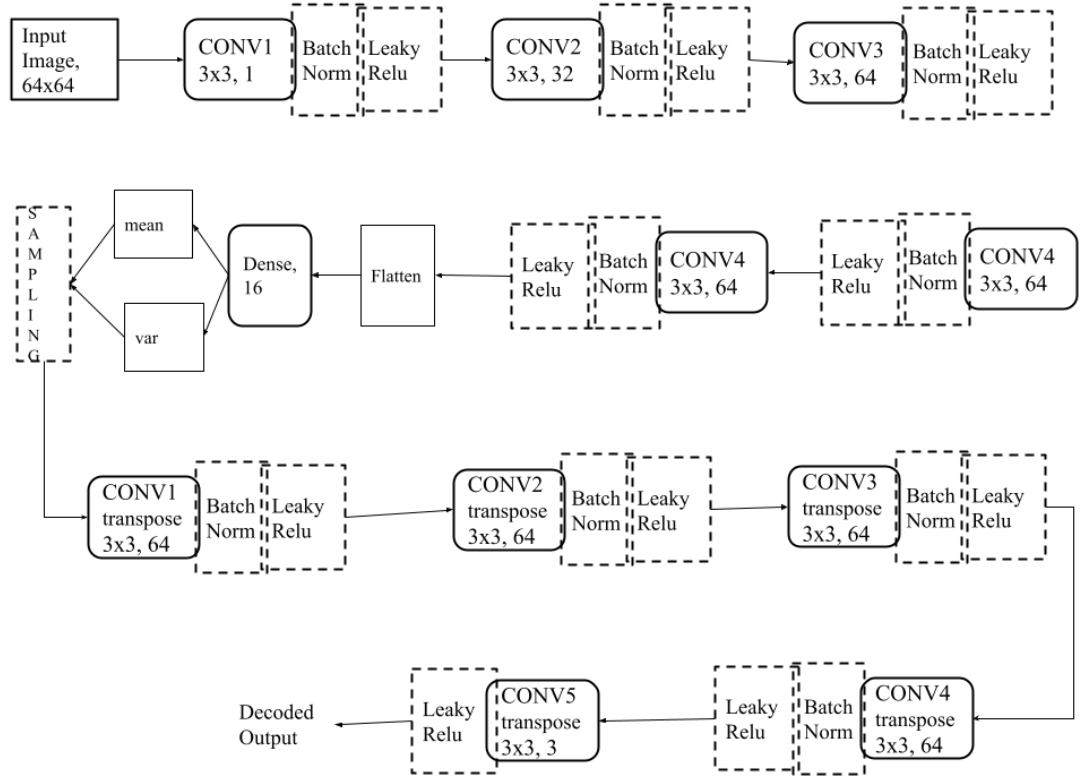 Input
Image,
64x64
CONV1
3x3, 1
Batch
Norm
Leaky
Relu
CONV2
3x3, 32
Batch
Norm
Leaky
Relu
CONV3
3x3, 64
Batch
Norm
Leaky
Relu
CONV4
3x3, 64
Batch
Norm
Leaky
Relu
CONV4
3x3, 64
Batch
Norm
Leaky
Relu
Flatten
Dense,
16
mean
var
S
A
M
P
L
I
N
G
CONV1
transpose
3x3, 64
Batch
Norm
Leaky
Relu
CONV2
transpose
3x3, 64
Batch
Norm
Leaky
Relu
CONV3
transpose
3x3, 64
Batch
Norm
Leaky
Relu
CONV4
transpose
3x3, 64
Batch
Norm
Leaky
Relu
CONV5
transpose
3x3, 3
Leaky
Relu
Decoded
Output